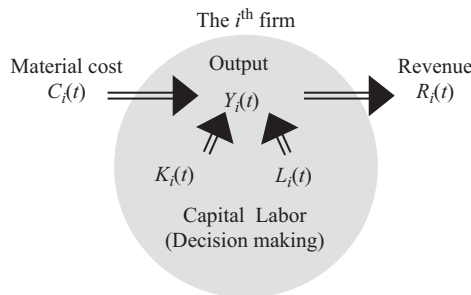 The i^th firm
Material cost
C_i(t)
Output
Y_i(t)
Revenue
R_i(t)
K_i(t)
L_i(t)
Capital Labor
(Decision making)